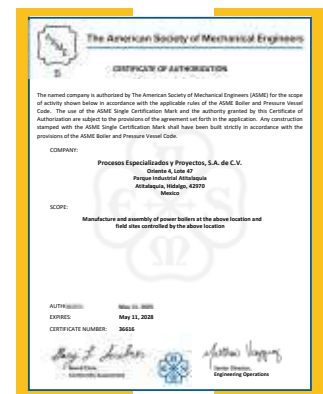 The American Society of Mechanical Engineers
S
CERTIFICATE OF AUTHORIZATION
The named company is authorized by The American Society of Mechanical Engineers (ASME) for the scope
of activity shown below in accordance with the applicable rules of the ASME Boiler and Pressure Vessel
Code. The use of the ASME Single Certification Mark and the authority granted by this Certificate of
Authorization are subject to the provisions of the agreement set forth in the application. Any construction
stamped with the ASME Single Certification Mark shall have been built strictly in accordance with the
provisions of the ASME Boiler and Pressure Vessel Code.
COMPANY:
Procesos Especializados y Proyectos, S.A. de C.V.
Oriente 4, Lote 47
Parque Industrial Atitalaquia
Atitalaquia, Hidalgo, 42970
Mexico
SCOPE:
Manufacture and assembly of power boilers at the above location and
field sites controlled by the above location
AUTH
May 11, 2025
EXPIRES: May 11, 2028
CERTIFICATE NUMBER: 36616
Engineering Operations